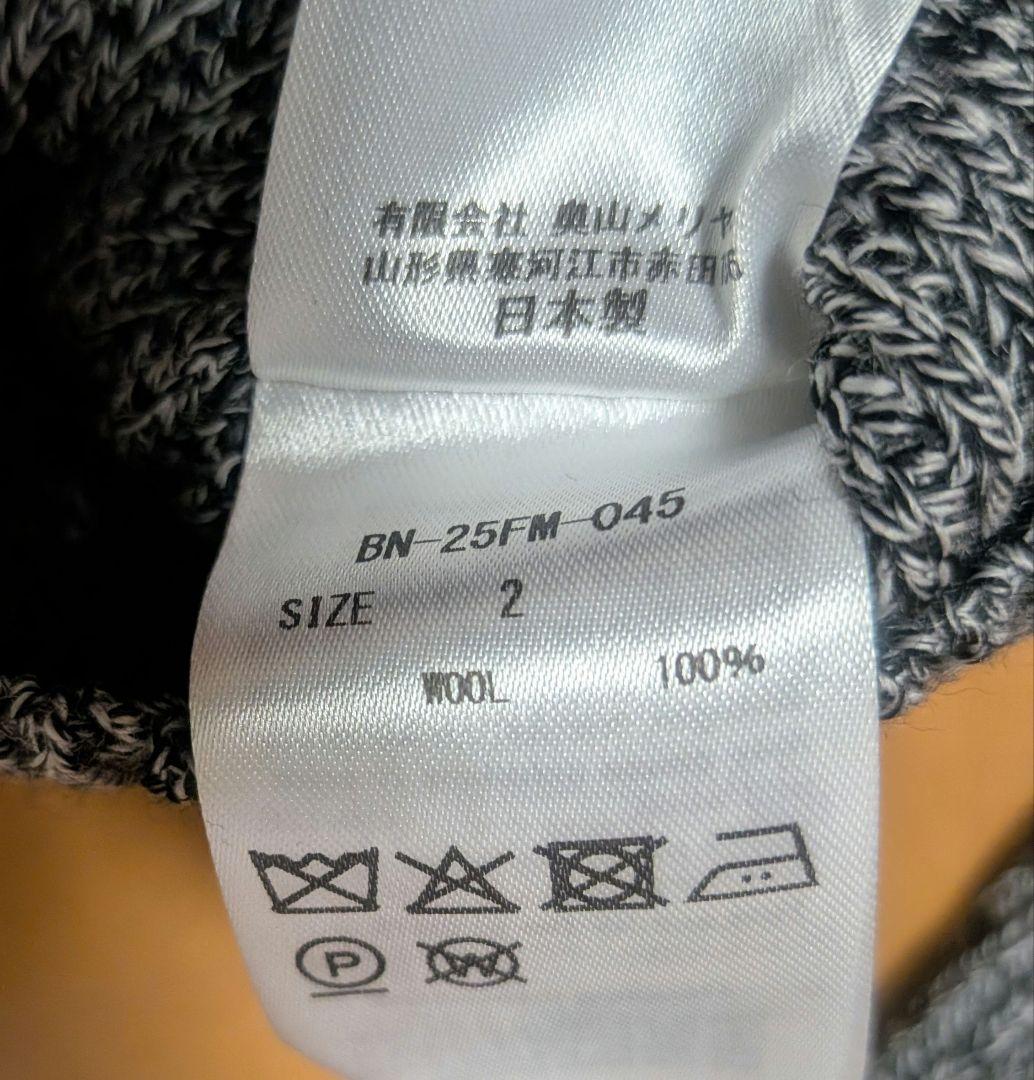 有限会社 奥山メリヤ
山形県寒河江市赤田
日本製
BN-25FM-045
SIZE 2
WOOL 100%
P
W